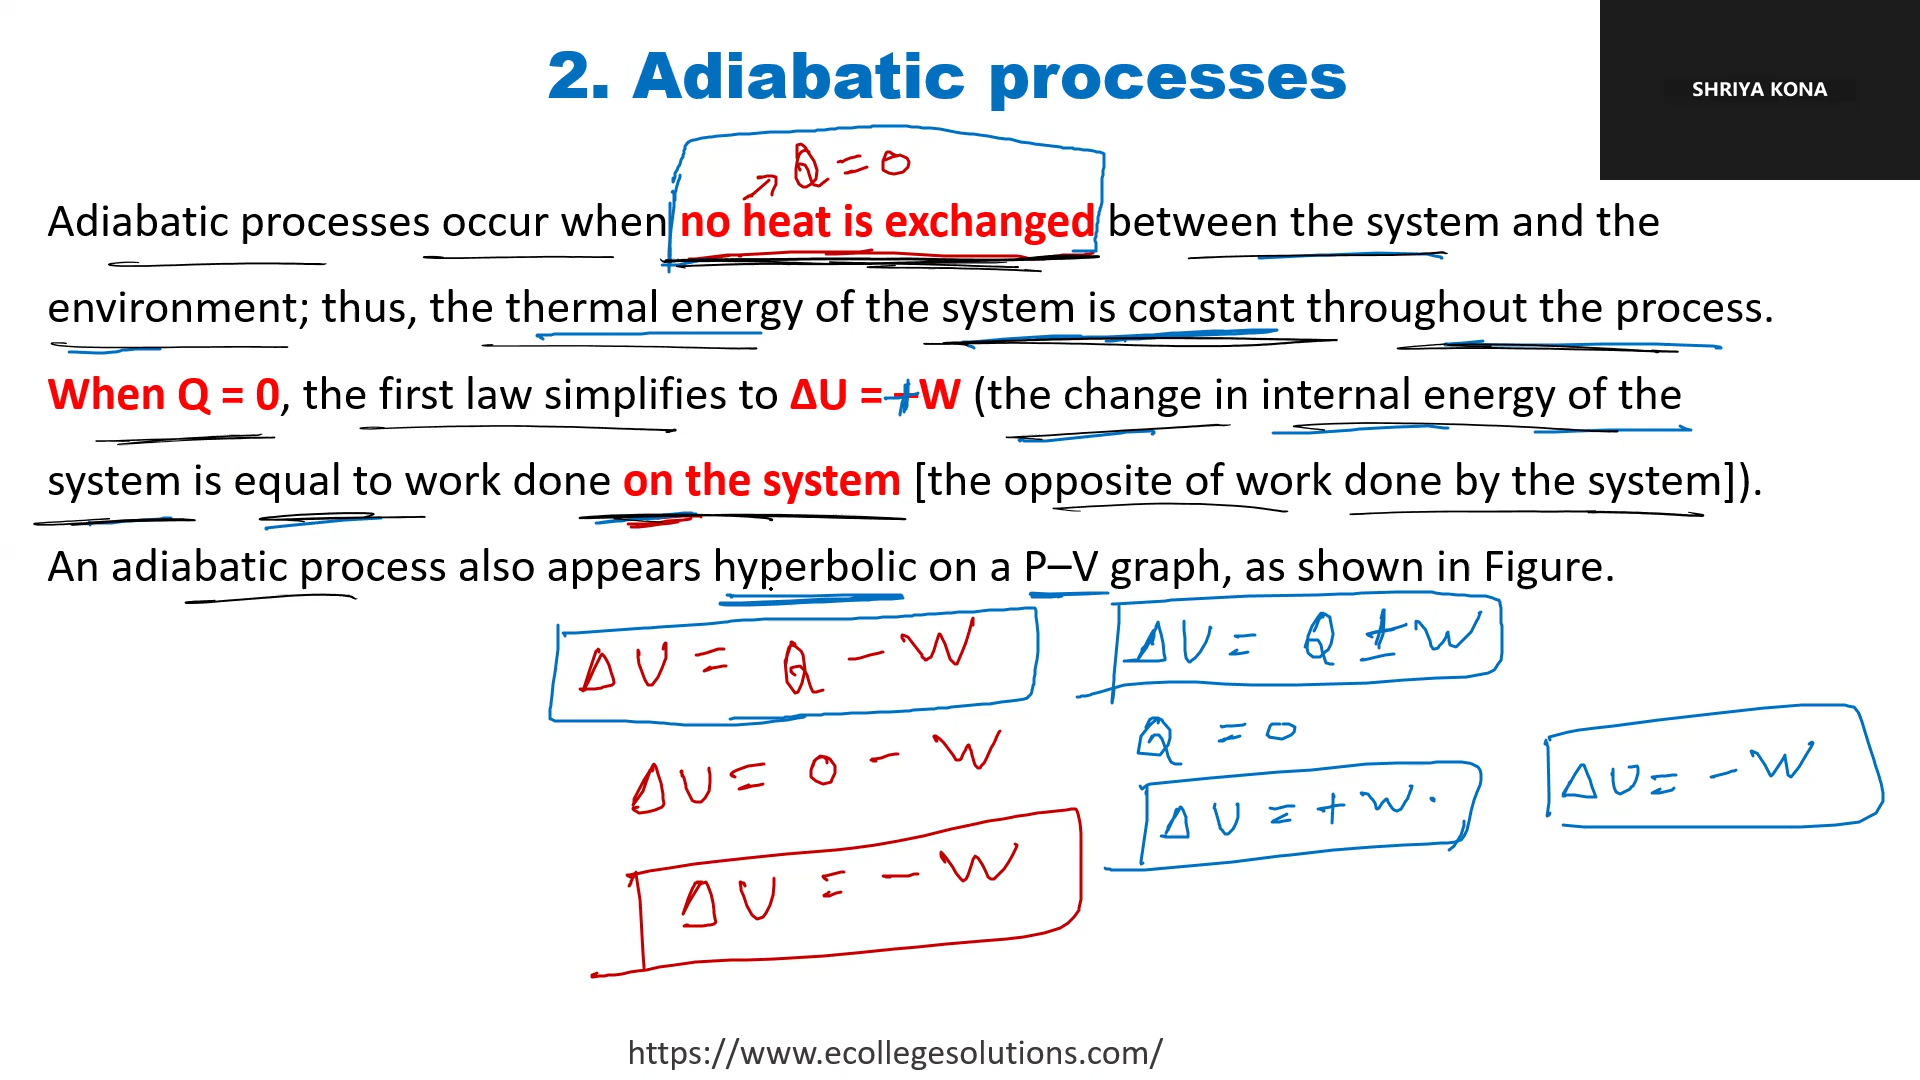 2. Adiabatic processes
SHRIYA KONA
Q = 0
Adiabatic processes occur when no heat is exchanged between the system and the
environment; thus, the thermal energy of the system is constant throughout the process.
When Q = 0, the first law simplifies to ΔU = +W (the change in internal energy of the
system is equal to work done on the system [the opposite of work done by the system]).
An adiabatic process also appears hyperbolic on a P–V graph, as shown in Figure.
ΔU = Q - W
ΔU = 0 - W
ΔU = - W
ΔU = Q ± W
Q = 0
ΔU = + W.
ΔU = - W
https://www.ecollegesolutions.com/